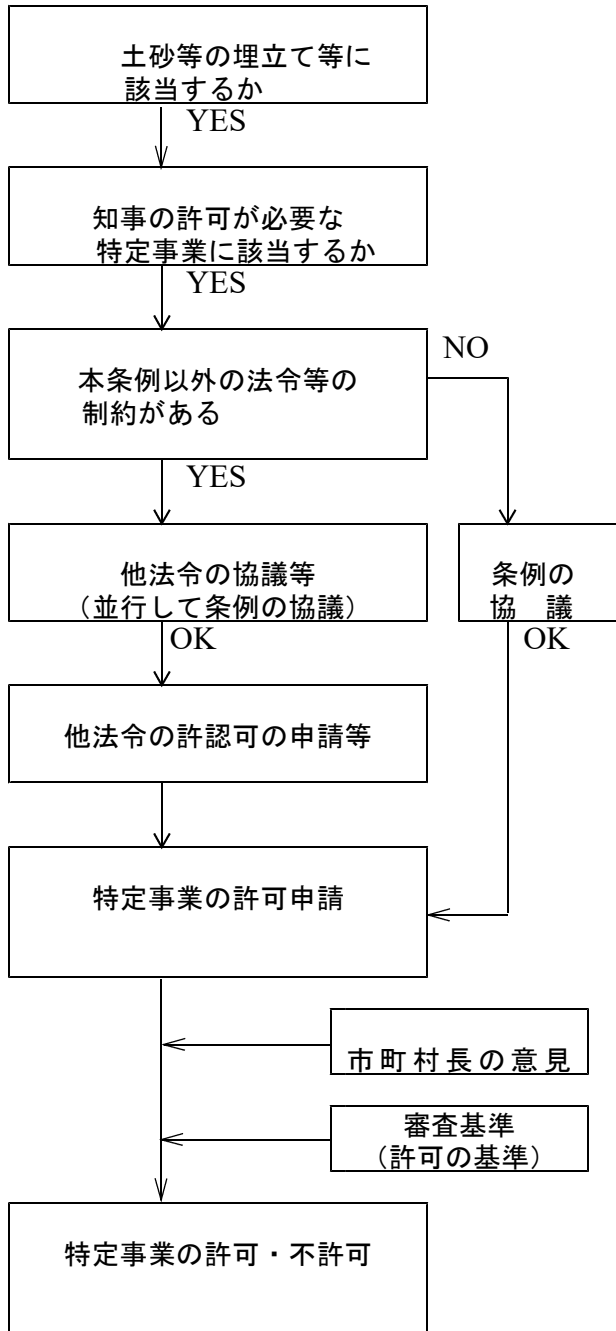 土砂等の埋立て等に
該当するか
YES
知事の許可が必要な
特定事業に該当するか
YES
本条例以外の法令等の
制約がある
NO
YES
他法令の協議等
（並行して条例の協議）
OK
条例の
協　議
OK
他法令の許認可の申請等
特定事業の許可申請
市町村長の意見
審査基準
（許可の基準）
特定事業の許可・不許可